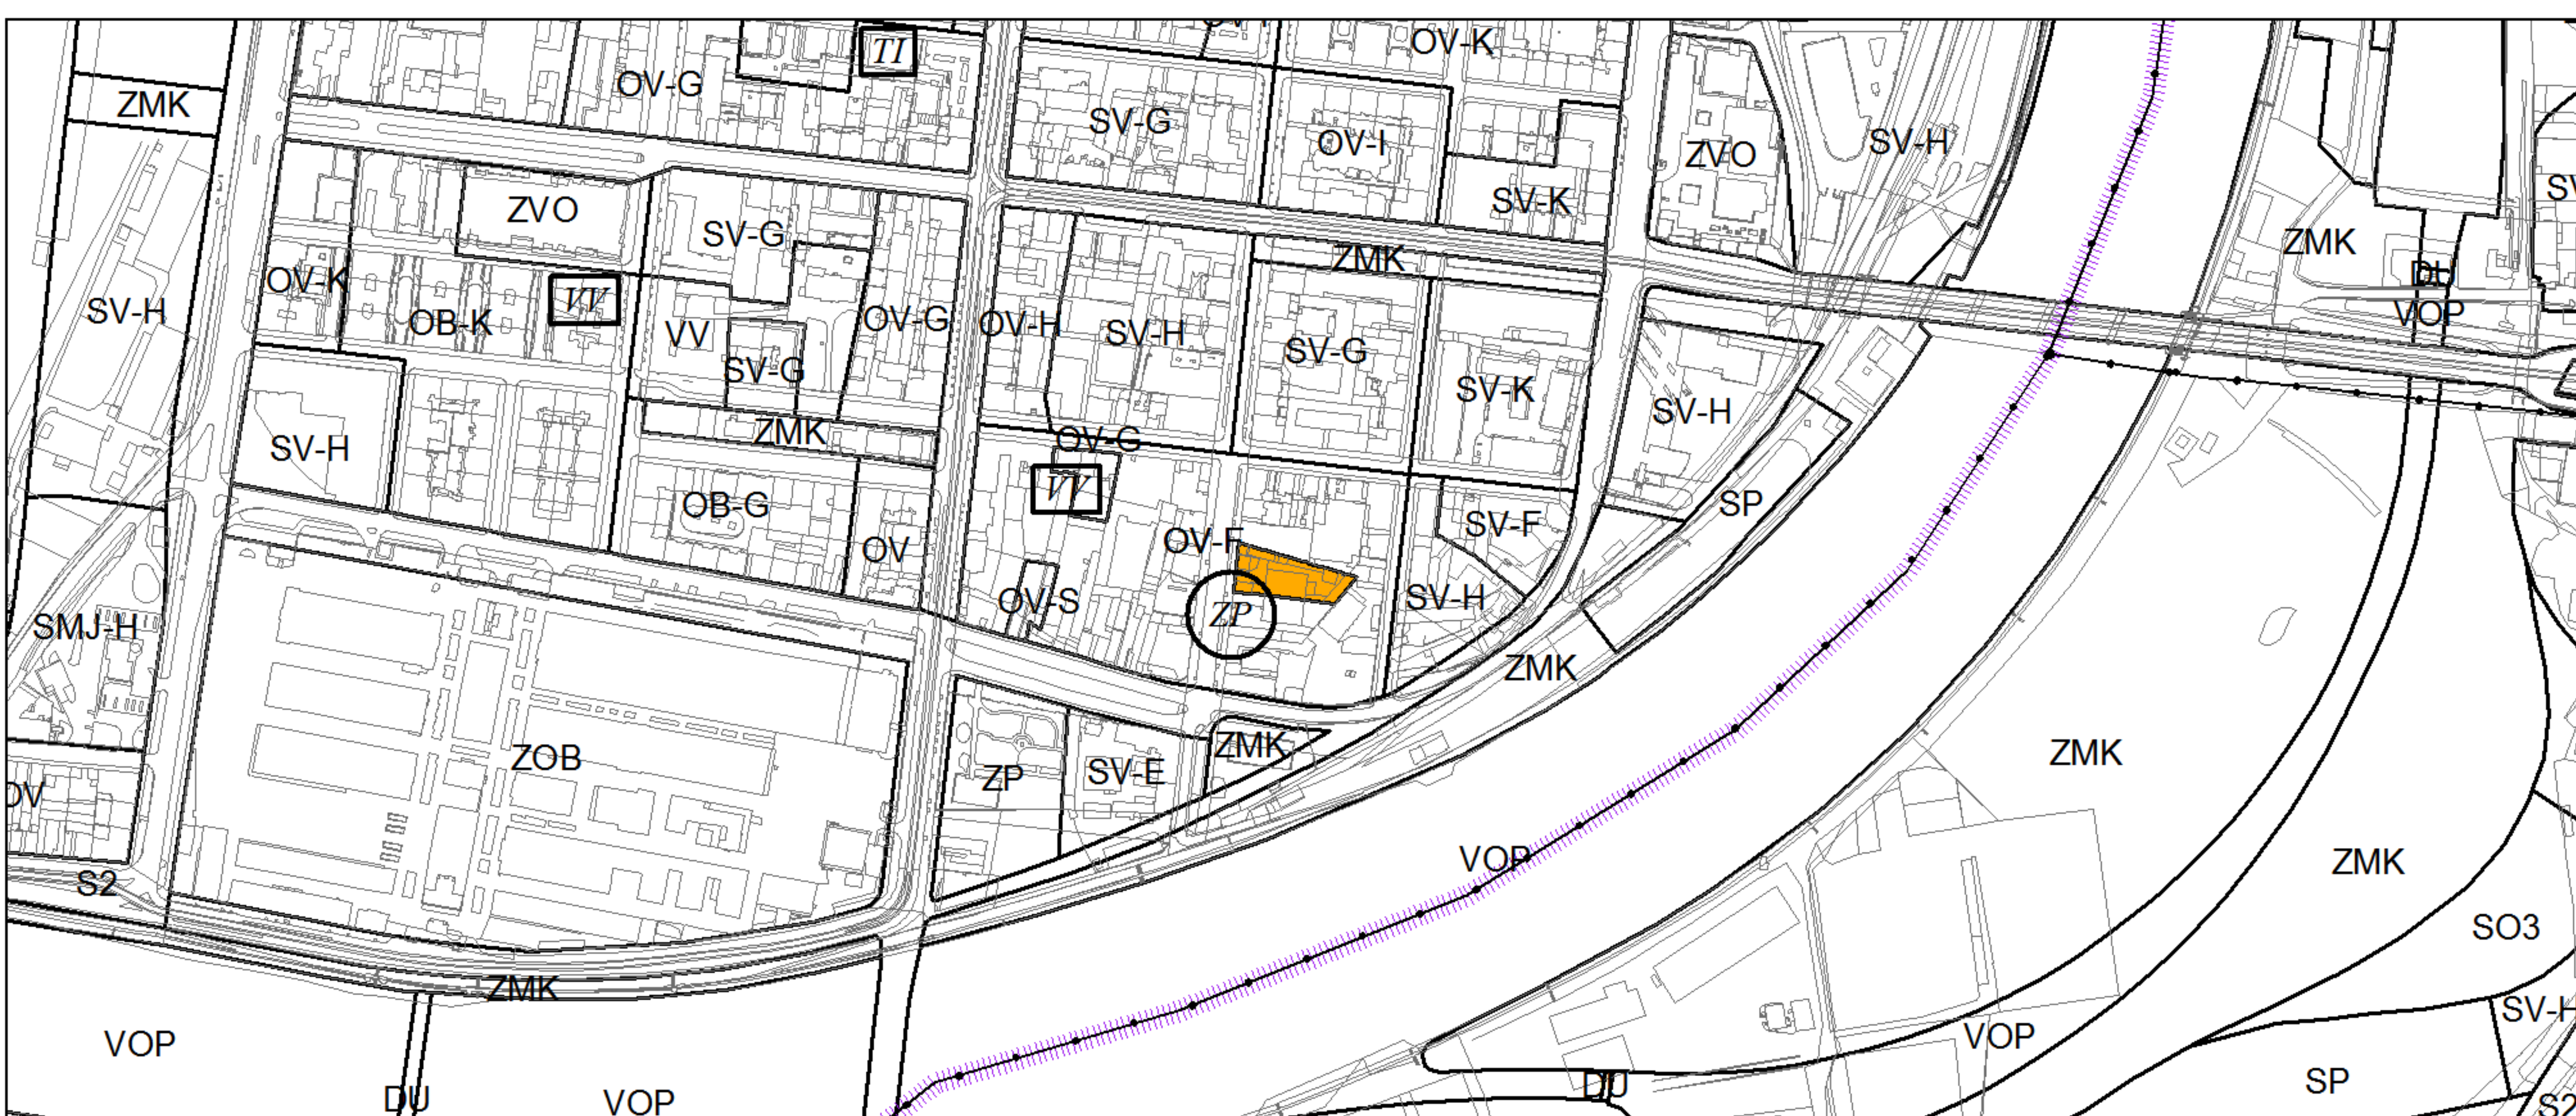 OV-K
TI
OV-G
ZMK
SV-G
OV-I
SV-H
ZVO
SV-K
ZVO
SV-G
ZMK
ZMK
OV-K
VV
DU
VOP
SV-H
OB-K
VV
OV-G
OV-H
SV-H
SV-G
SV-G
SV-K
SV-H
ZMK
OV-G
SV-H
VV
OB-G
SP
SV-F
OV-F
OV
SV-H
OV-S
ZP
SMJ-H
ZMK
ZMK
ZMK
ZOB
ZP
SV-E
OV
VOP
ZMK
S2
SO3
ZMK
SV-H
VOP
VOP
DU
VOP
DU
SP